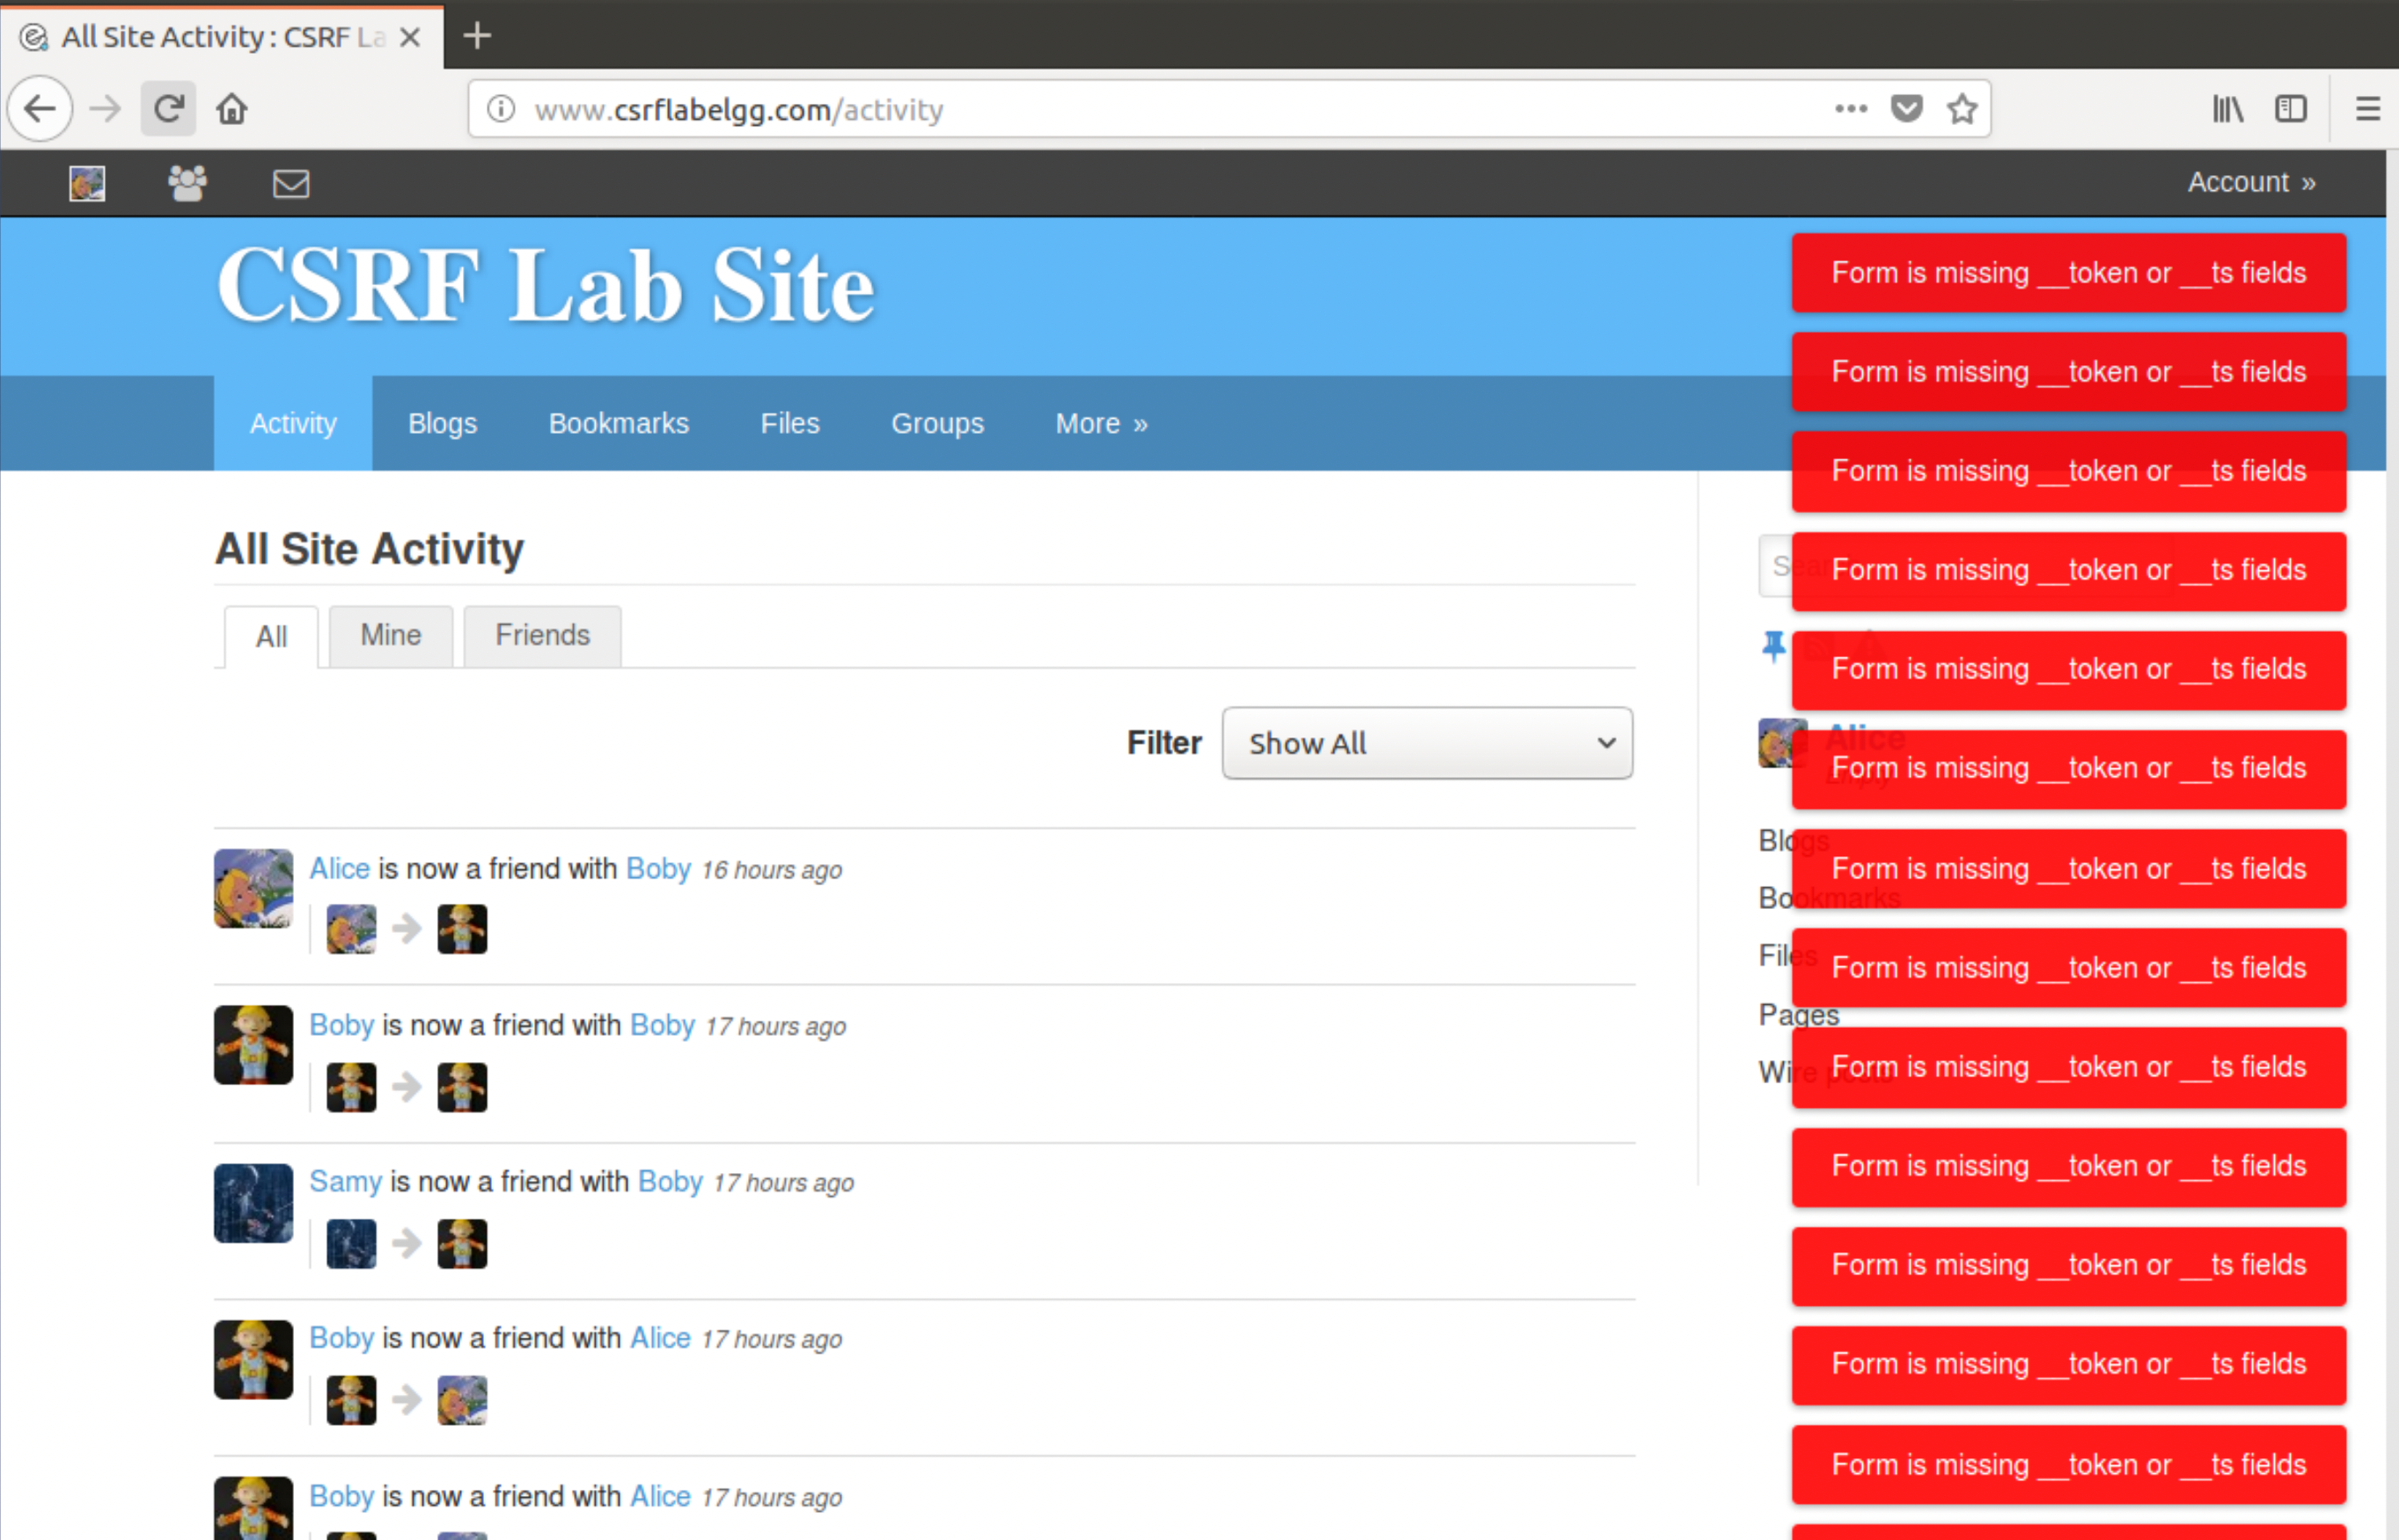 All Site Activity : CSRF La
www.csrflabelgg.com/activity
Account »
CSRF Lab Site
Activity Blogs Bookmarks Files Groups More »
All Site Activity
All Mine Friends
Filter Show All
Alice is now a friend with Boby 16 hours ago
Boby is now a friend with Boby 17 hours ago
Samy is now a friend with Boby 17 hours ago
Boby is now a friend with Alice 17 hours ago
Boby is now a friend with Alice 17 hours ago
Form is missing __token or __ts fields
Form is missing __token or __ts fields
Form is missing __token or __ts fields
Form is missing __token or __ts fields
Form is missing __token or __ts fields
Alice
Form is missing __token or __ts fields
Blogs
Form is missing __token or __ts fields
Bookmarks
Files
Form is missing __token or __ts fields
Pages
Form is missing __token or __ts fields
Wire posts
Form is missing __token or __ts fields
Form is missing __token or __ts fields
Form is missing __token or __ts fields
Form is missing __token or __ts fields